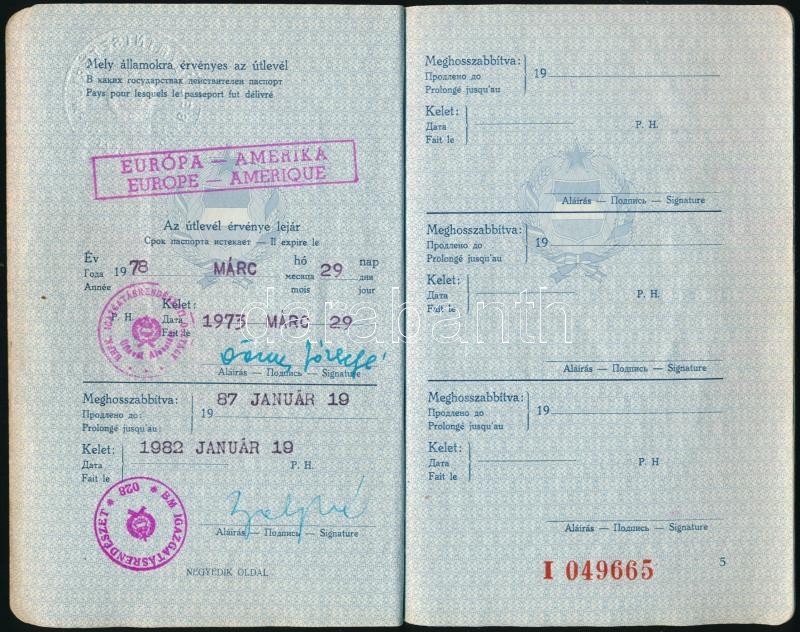 Mely államokra érvényes az útlevél
В каких государствах действителен паспорт
Pays pour lesquels le passeport fut délivré
EURÓPA — AMERIKA
EUROPE — AMERIQUE
Az útlevél érvénye lejár
Срок паспорта истекает — Il expire le
Év hó nap
Года 1978 MÁRC месяца 29 дня
Année mois jour
Kelet:
P. H. Дата 1973 MÁRC 29
Fait le
Aláírás — Подпись — Signature
Meghosszabbítva: 87 JANUÁR 19
Продлено до: 19
Prolongé jusqu'au:
Kelet: 1982 JANUÁR 19
Дата P. H.
Fait le
BM IGAZGATÁSRENDÉSZET * 028 *
Aláírás — Подпись — Signature
NEGYEDIK OLDAL
Meghosszabbítva:
Продлено до 19
Prolongé jusqu'au
Kelet:
Дата P. H.
Fait le
Aláírás — Подпись — Signature
Meghosszabbítva:
Продлено до 19
Prolongé jusqu'au
Kelet:
Дата P. H.
Fait le
Aláírás — Подпись — Signature
Meghosszabbítva:
Продлено до 19
Prolongé jusqu'au
Kelet:
Дата P. H
Fait le
Aláírás — Подпись — Signature
I 049665
5
darabanth